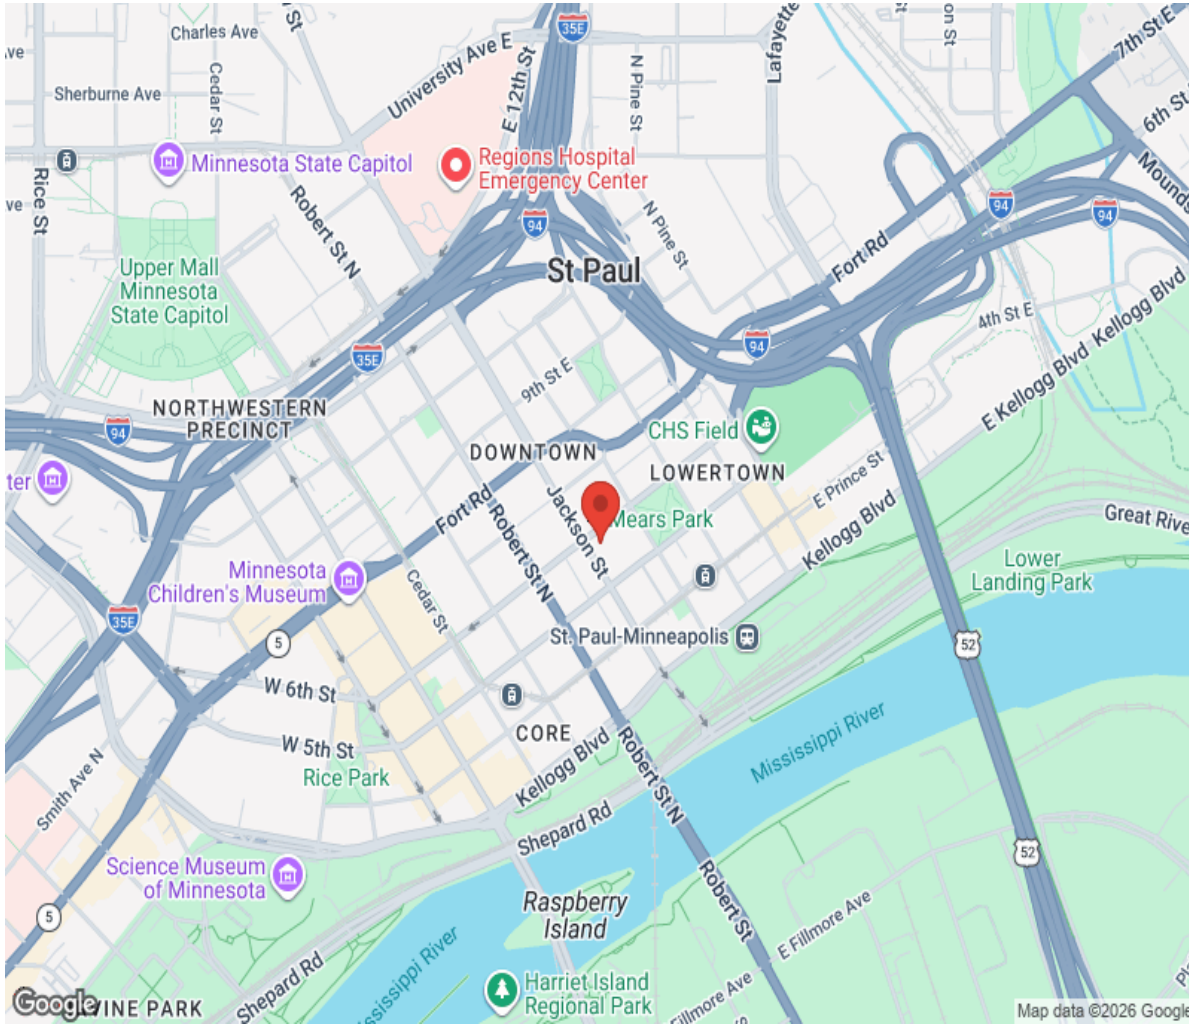 Charles Ave
St
35E
University Ave E
E 12th St
N Pine St
Lafayette
on St
7th St E
6th St
Mounds
Sherburne Ave
Cedar St
Rice St
Minnesota State Capitol
Regions Hospital
Emergency Center
94
94
94
N Pine St
Robert St N
St Paul
Fort Rd
Upper Mall
Minnesota
State Capitol
4th St E
Kellogg Blvd
E Kellogg Blvd
94
35E
9th St E
NORTHWESTERN
PRECINCT
94
CHS Field
DOWNTOWN
LOWERTOWN
ter
E Prince St
Fort Rd
Robert St N
Jackson St
Mears Park
Kellogg Blvd
Great Rive
Lower
Landing Park
Minnesota
Children's Museum
Cedar St
35E
5
St. Paul-Minneapolis
52
W 6th St
W 5th St
CORE
Rice Park
Kellogg Blvd
Robert St N
Mississippi River
Smith Ave N
Shepard Rd
52
Science Museum
of Minnesota
5
Raspberry
Island
Robert St
E Fillmore Ave
Mississippi River
Shepard Rd
Harriet Island
Regional Park
Fillmore Ave
Google
VINE PARK
Map data ©2026 Google